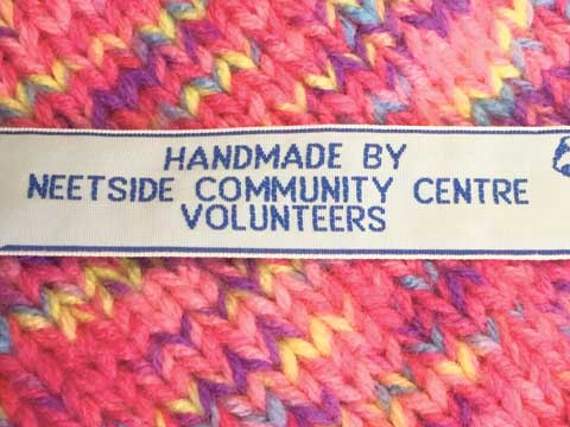 HANDMADE BY
NEETSIDE COMMUNITY CENTRE
VOLUNTEERS